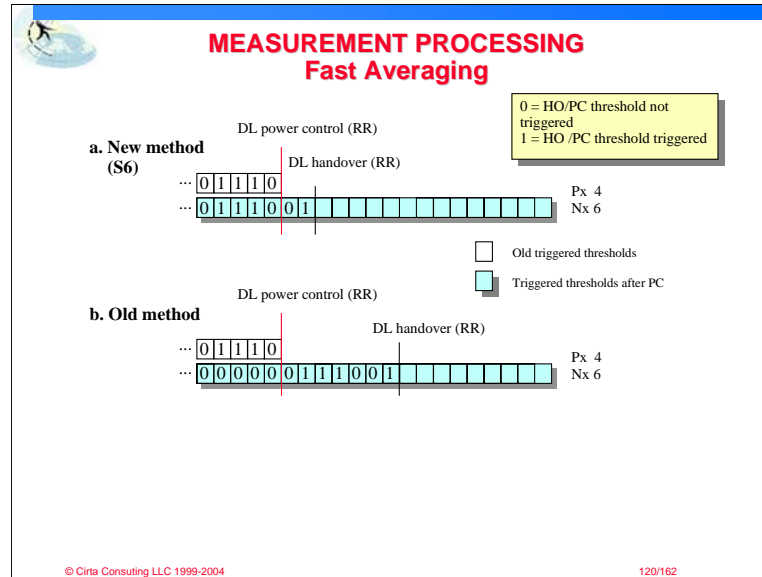 MEASUREMENT PROCESSING
Fast Averaging
0 = HO/PC threshold not
triggered
1 = HO /PC threshold triggered
DL power control (RR)
a. New method
(S6)
DL handover (RR)
... 0 1 1 1 0
Px 4
... 0 1 1 1 0 0 1
Nx 6
Old triggered thresholds
Triggered thresholds after PC
DL power control (RR)
b. Old method
DL handover (RR)
... 0 1 1 1 0
Px 4
... 0 0 0 0 0 0 1 1 1 0 0 1
Nx 6
© Cirta Consuting LLC 1999-2004
120/162